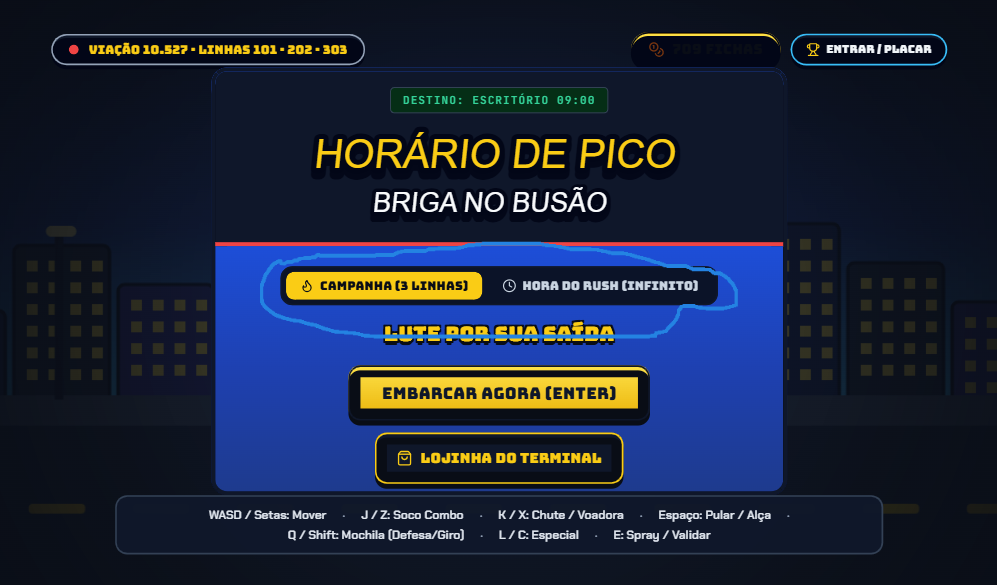 VIAÇÃO 10.527 • LINHAS 101 • 202 • 303
708 FICHAS
ENTRAR / PLACAR
DESTINO: ESCRITÓRIO 09:00
HORÁRIO DE PICO
BRIGA NO BUSÃO
CAMPANHA (3 LINHAS)
HORA DO RUSH (INFINITO)
LUTE POR SUA SAÍDA
EMBARCAR AGORA (ENTER)
LOJINHA DO TERMINAL
WASD / Setas: Mover · J / Z: Soco Combo · K / X: Chute / Voadora · Espaço: Pular / Alça ·
Q / Shift: Mochila (Defesa/Giro) · L / C: Especial · E: Spray / Validar